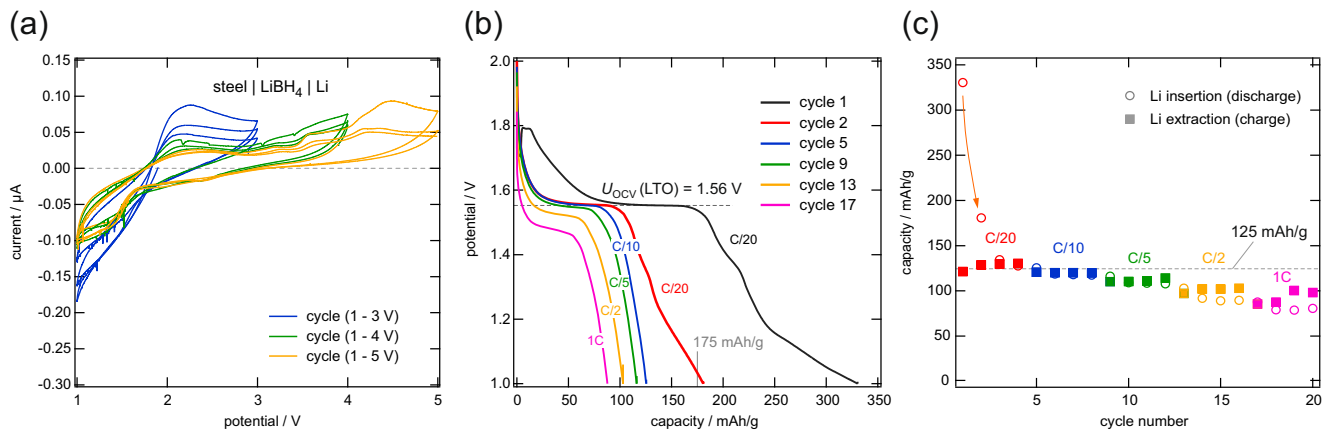 (a)
0.15
0.10
0.05
0.00
-0.05
-0.10
-0.15
-0.20
-0.25
-0.30
current / µA
steel | LiBH4 | Li
cycle (1 - 3 V)
cycle (1 - 4 V)
cycle (1 - 5 V)
1 2 3 4 5
potential / V
(b)
2.0
1.8
1.6
1.4
1.2
1.0
potential / V
cycle 1
cycle 2
cycle 5
cycle 9
cycle 13
cycle 17
UOCV (LTO) = 1.56 V
C/20
C/10
C/5
C/20
C/2
1C
175 mAh/g
0 50 100 150 200 250 300 350
capacity / mAh/g
(c)
350
300
250
200
150
100
50
0
capacity / mAh/g
Li insertion (discharge)
Li extraction (charge)
125 mAh/g
C/20
C/10
C/5
C/2
1C
5 10 15 20
cycle number